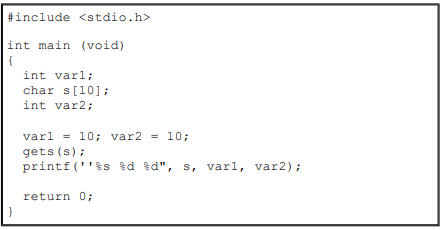 #include <stdio.h>
int main (void)
{
int var1;
char s[10];
int var2;
var1 = 10; var2 = 10;
gets(s);
printf(''%s %d %d", s, var1, var2);
return 0;
}